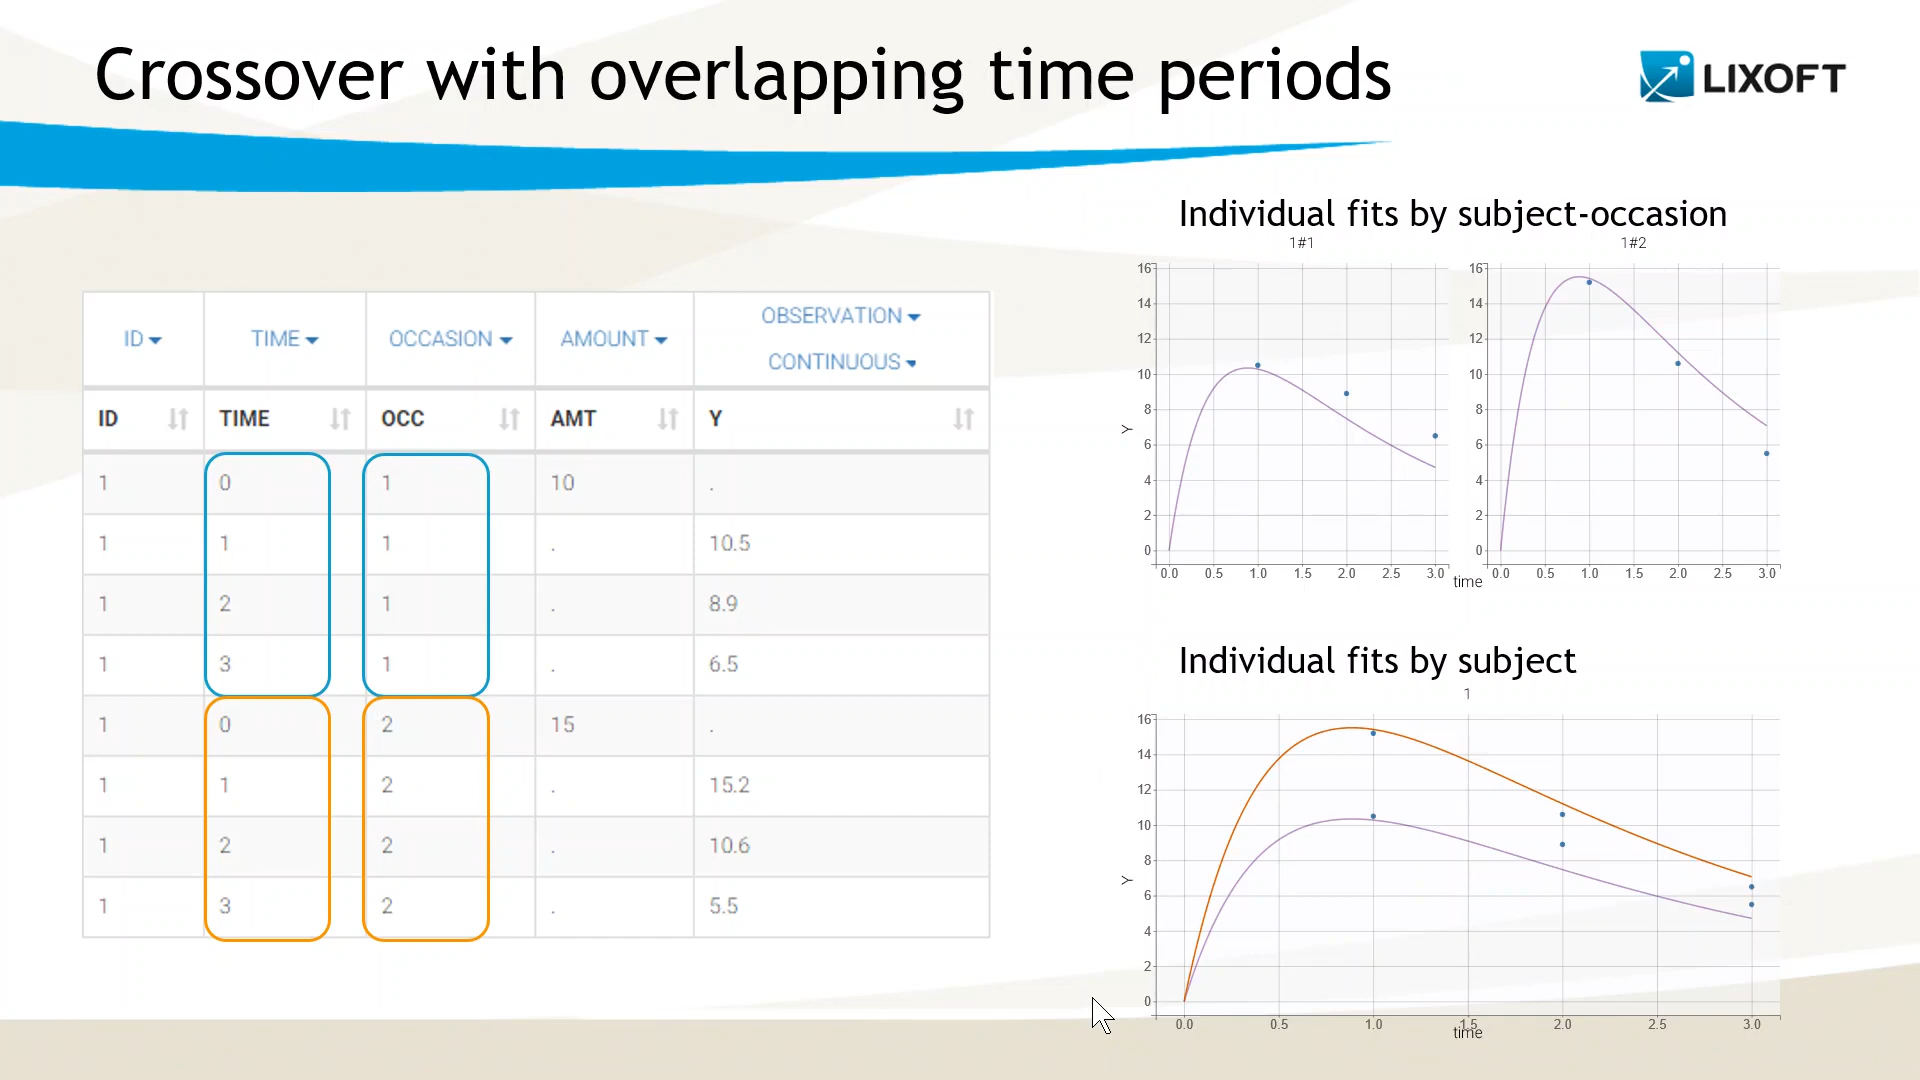 Crossover with overlapping time periods
LIXOFT
ID TIME OCCASION AMOUNT OBSERVATION
CONTINUOUS
ID TIME OCC AMT Y
1 0 1 10 .
1 1 1 . 10.5
1 2 1 . 8.9
1 3 1 . 6.5
1 0 2 15 .
1 1 2 . 15.2
1 2 2 . 10.6
1 3 2 . 5.5
Individual fits by subject-occasion
1#1
16
14
12
10
8
6
4
2
0
Y
0.0 0.5 1.0 1.5 2.0 2.5 3.0
1#2
16
14
12
10
8
6
4
2
0
0.0 0.5 1.0 1.5 2.0 2.5 3.0
time
Individual fits by subject
1
16
14
12
10
8
6
4
2
0
Y
0.0 0.5 1.0 1.5 2.0 2.5 3.0
time